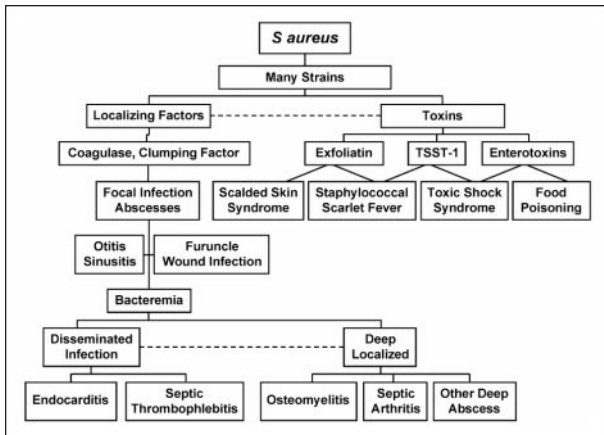 S aureus
Many Strains
Localizing Factors
Toxins
Coagulase, Clumping Factor
Exfoliatin
TSST-1
Enterotoxins
Focal Infection
Abscesses
Scalded Skin
Syndrome
Staphylococcal
Scarlet Fever
Toxic Shock
Syndrome
Food
Poisoning
Otitis
Sinusitis
Furuncle
Wound Infection
Bacteremia
Disseminated
Infection
Deep
Localized
Endocarditis
Septic
Thrombophlebitis
Osteomyelitis
Septic
Arthritis
Other Deep
Abscess